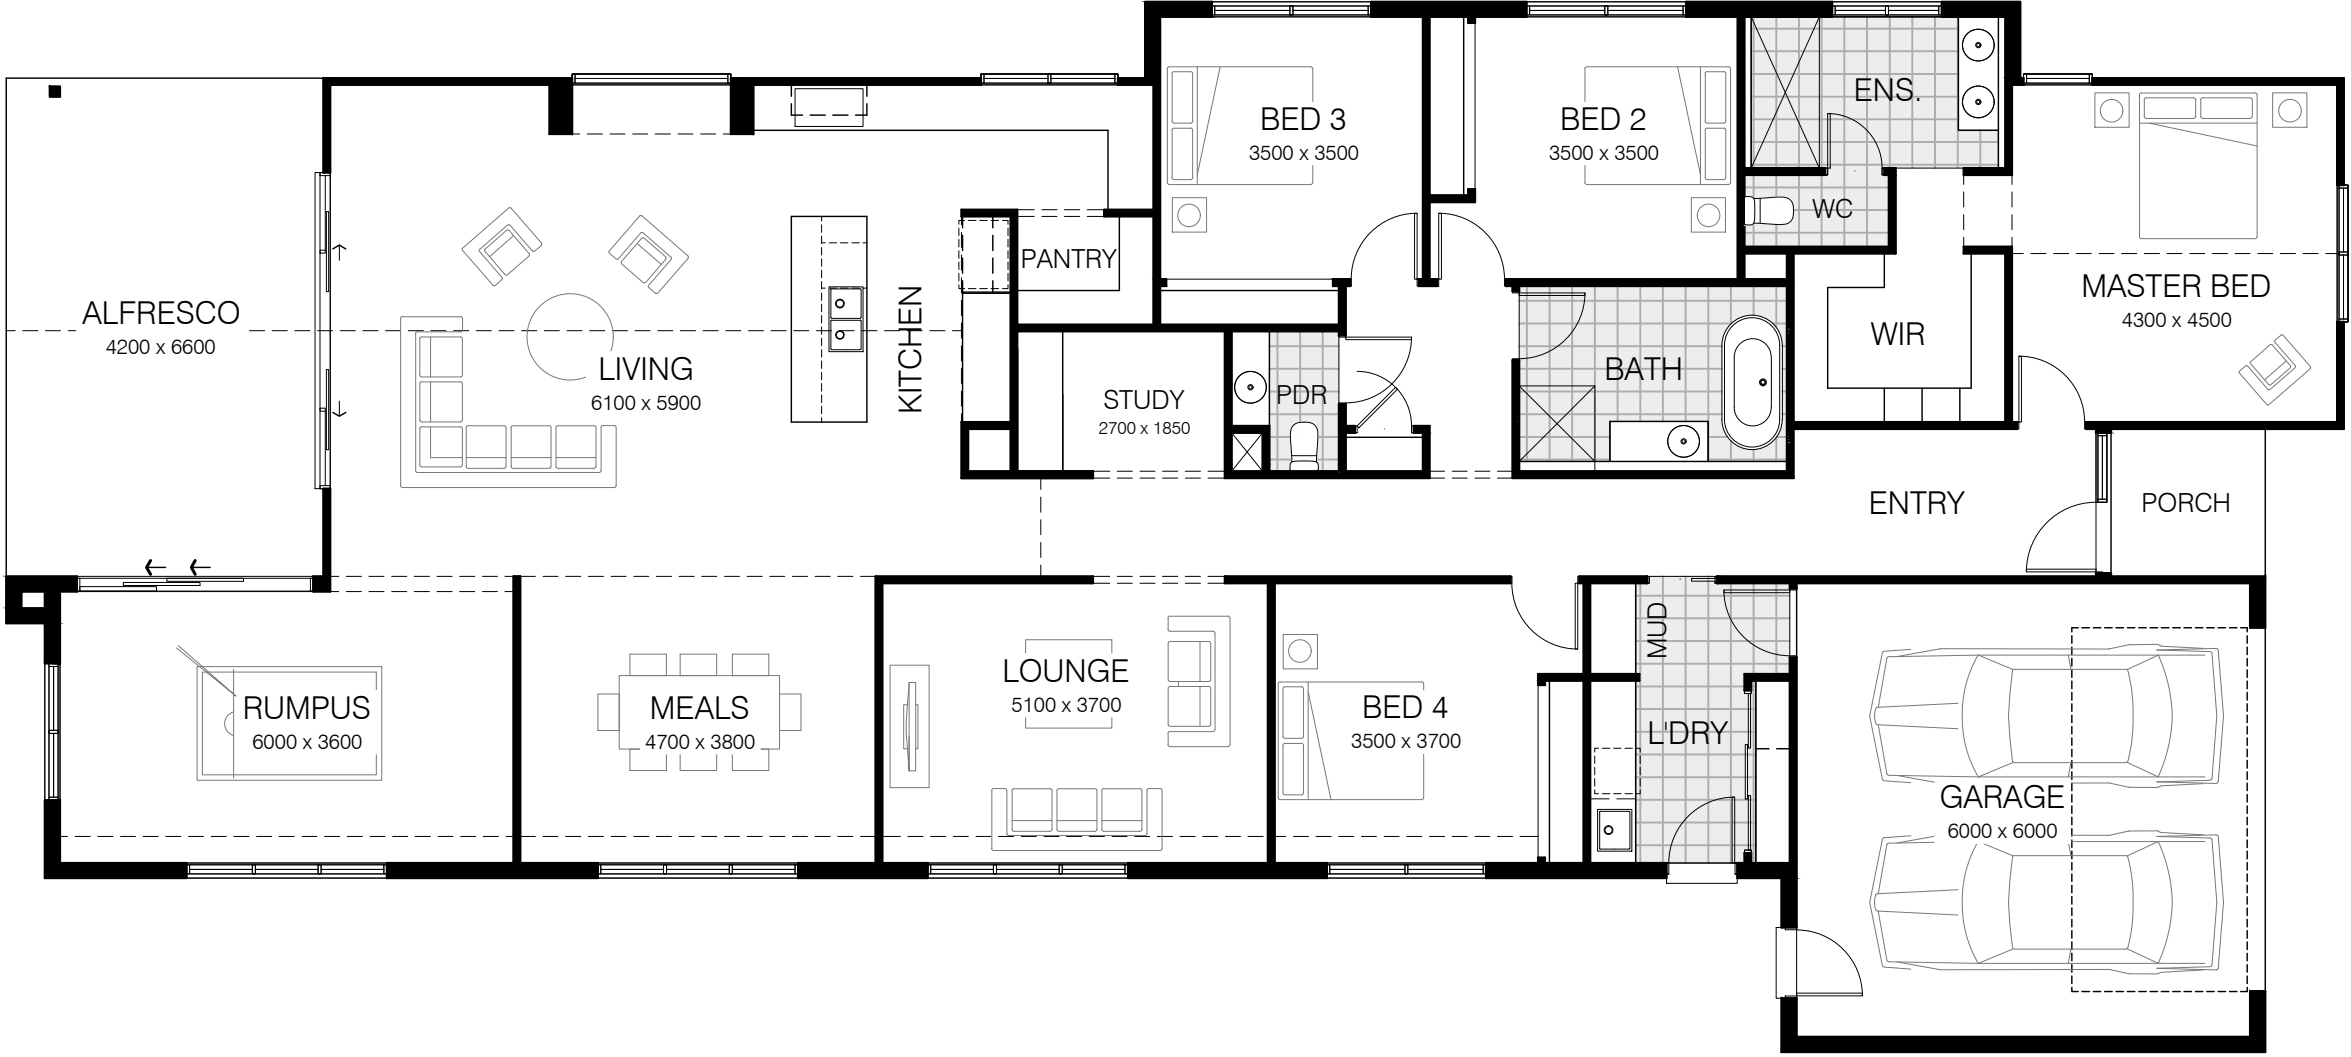 BED 3
3500 x 3500
BED 2
3500 x 3500
ENS.
WC
ALFRESCO
4200 x 6600
LIVING
6100 x 5900
KITCHEN
PANTRY
STUDY
2700 x 1850
PDR
BATH
WIR
MASTER BED
4300 x 4500
ENTRY
PORCH
RUMPUS
6000 x 3600
MEALS
4700 x 3800
LOUNGE
5100 x 3700
BED 4
3500 x 3700
MUD
L'DRY
GARAGE
6000 x 6000